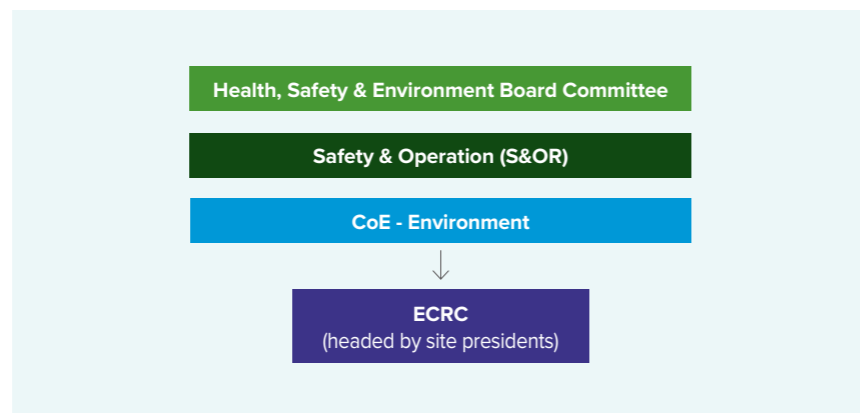 Health, Safety & Environment Board Committee
Safety & Operation (S&OR)
CoE - Environment
ECRC
(headed by site presidents)